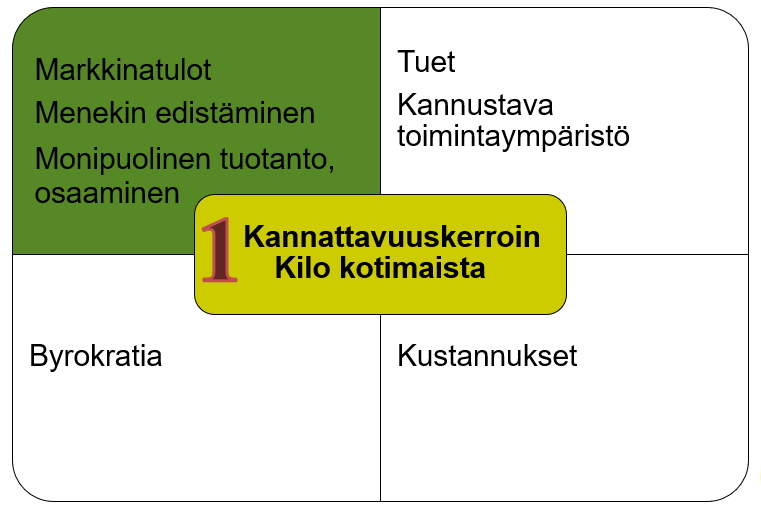 Markkinatulot
Menekin edistäminen
Monipuolinen tuotanto,
osaaminen
Tuet
Kannustava
toimintaympäristö
1 Kannattavuuskerroin
Kilo kotimaista
Byrokratia
Kustannukset